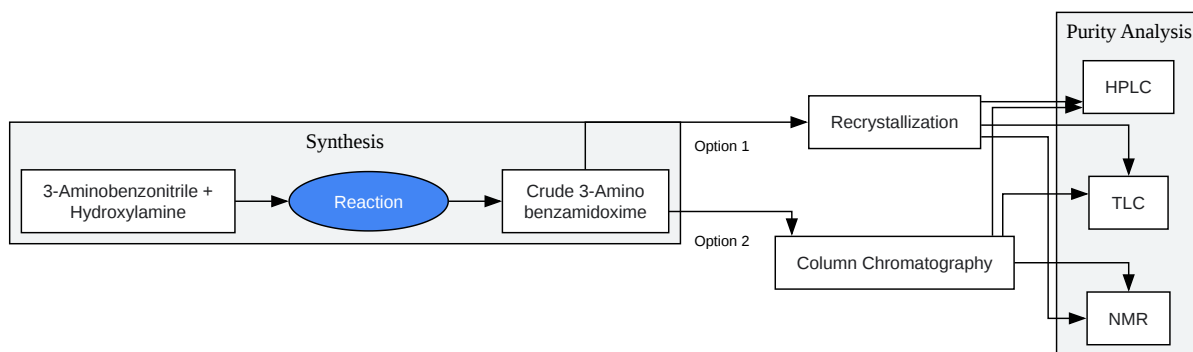 Purity Analysis
HPLC
Recrystallization
Synthesis
Option 1
3-Aminobenzonitrile +
Hydroxylamine
Reaction
Crude 3-Amino
benzamidoxime
TLC
Option 2
Column Chromatography
NMR